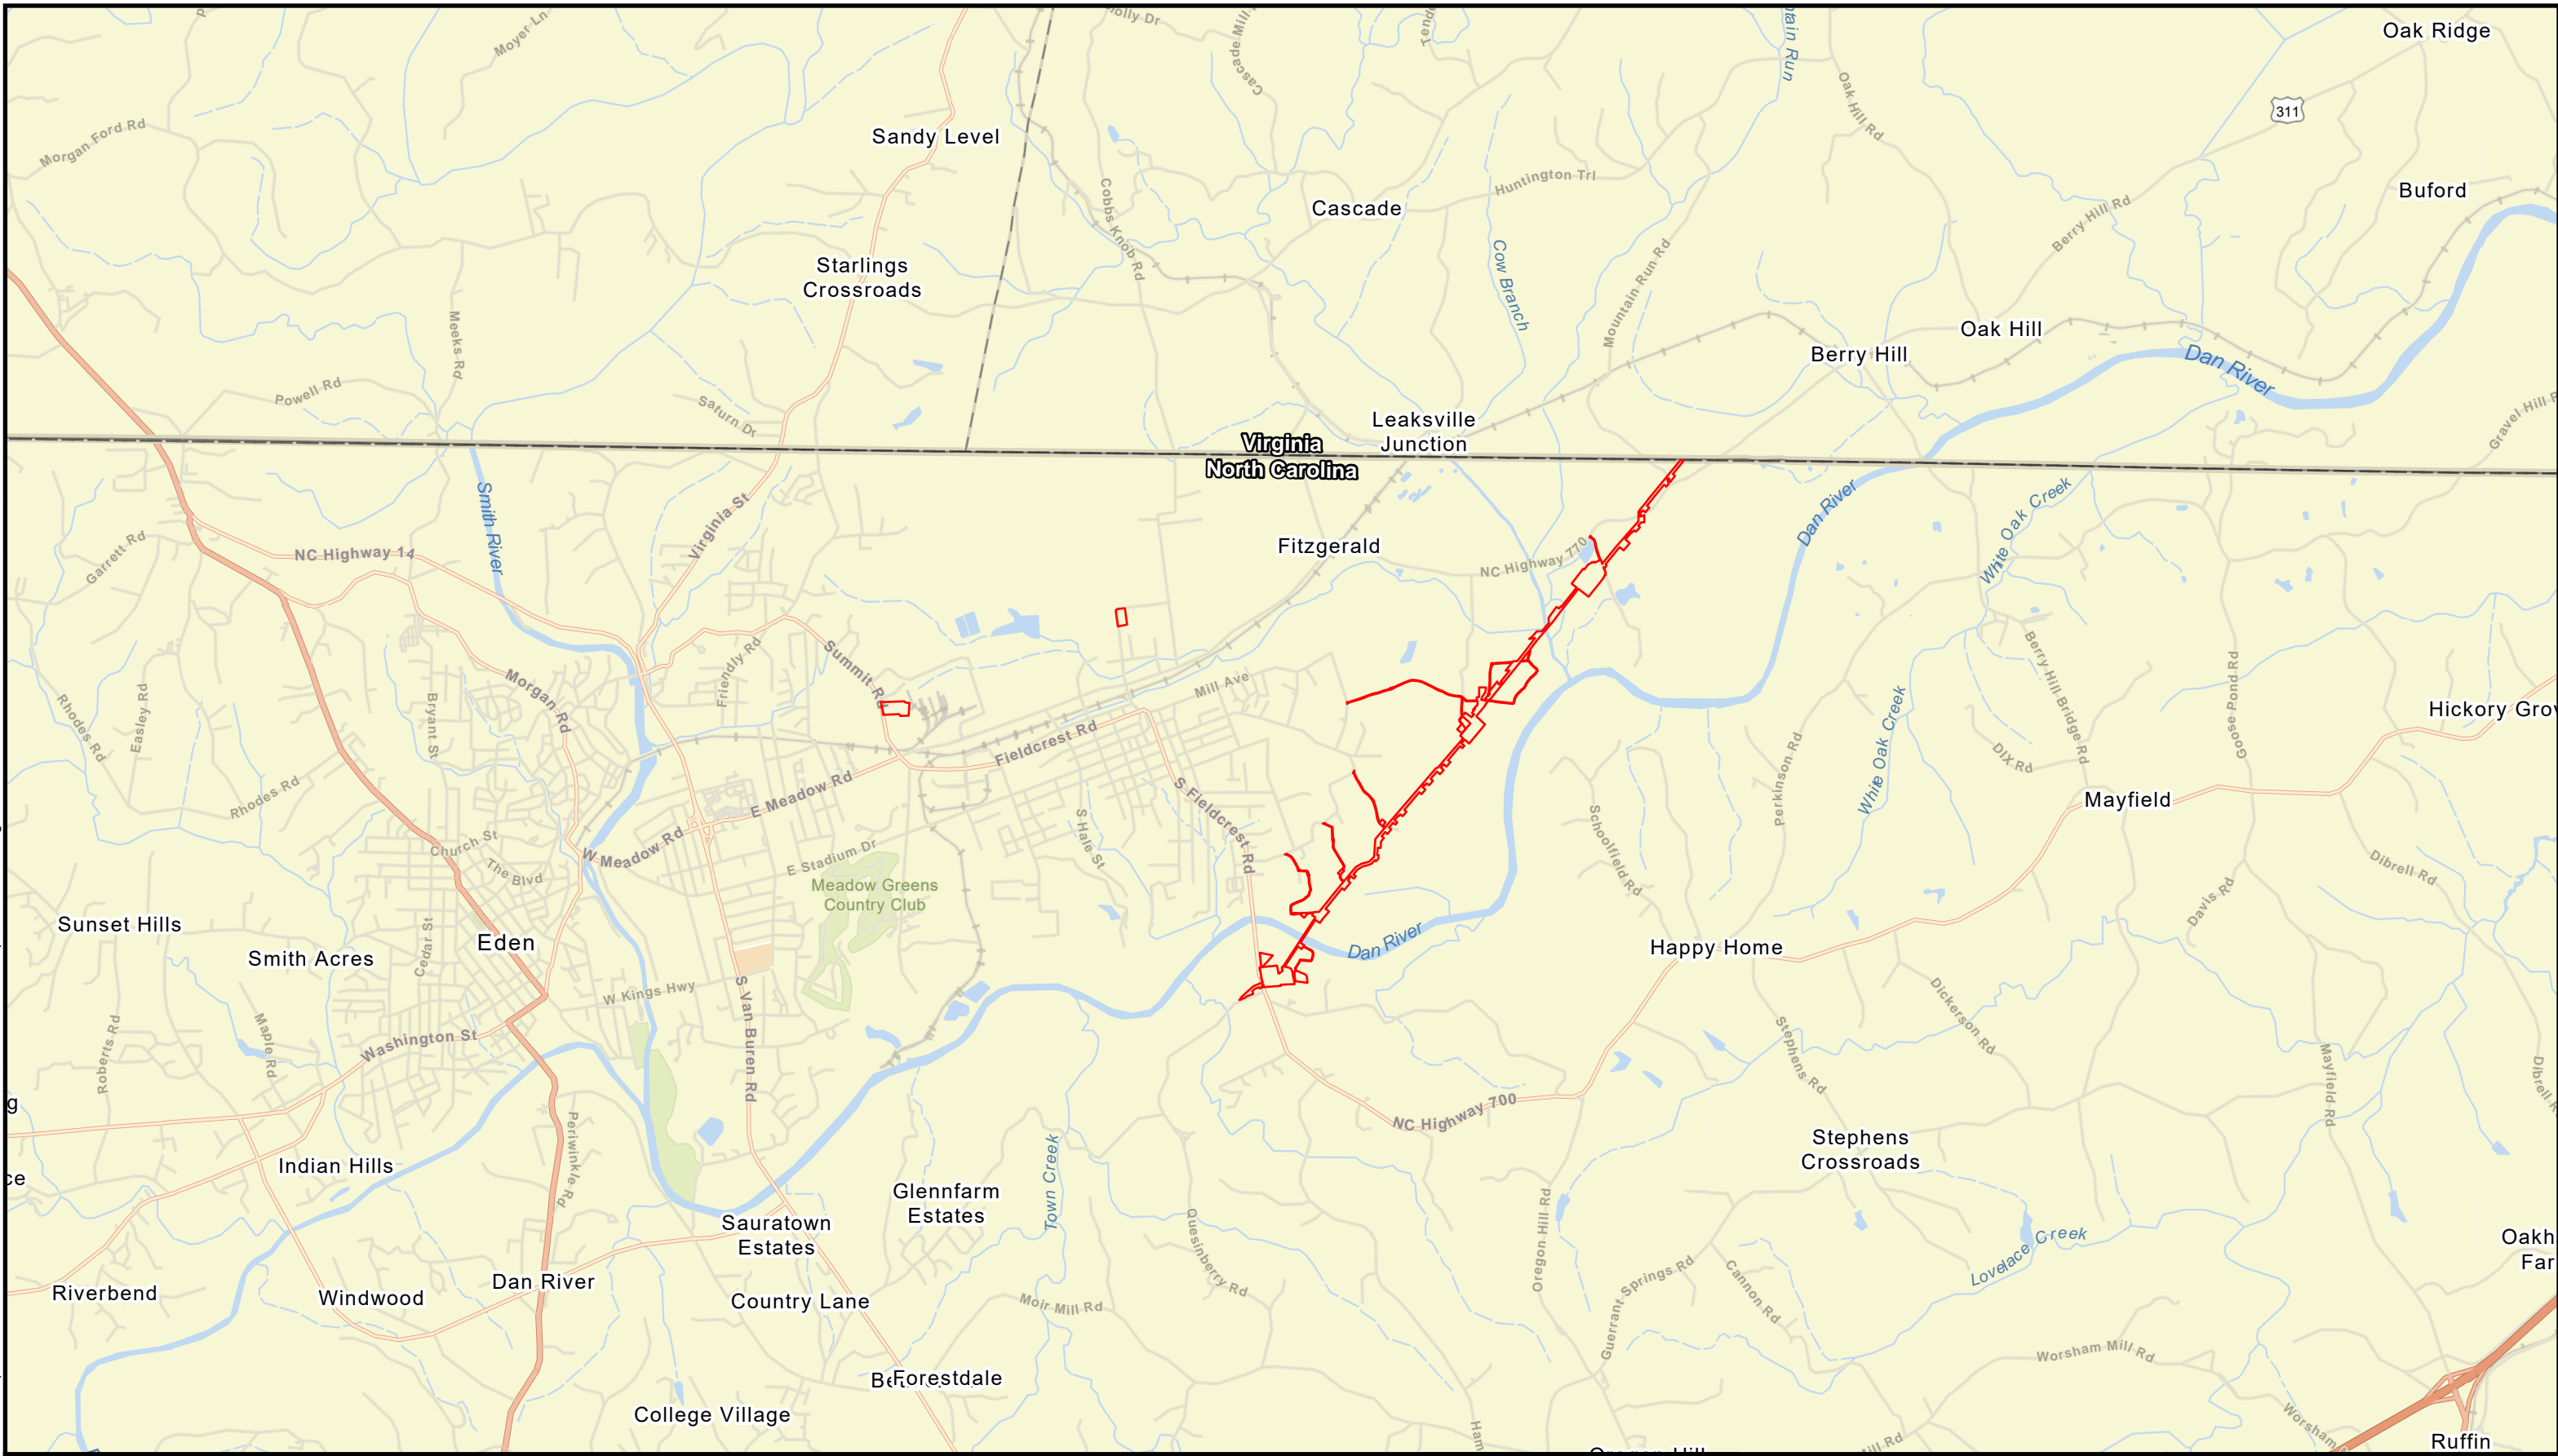 Moyer Ln
Oak Ridge
311
Morgan Ford Rd
Sandy Level
Oak Hill Rd
Huntington Trl
Buford
Cascade
Cobbs Knob Rd
Berry Hill Rd
Starlings
Crossroads
Cow Branch
Mountain Run Rd
Meeks Rd
Oak Hill
Berry Hill
Dan River
Powell Rd
Saturn Dr
Leaksville
Junction
Virginia
North Carolina
Smith River
Virginia St
Dan River
White Oak Creek
Garrett Rd
NC Highway 14
Fitzgerald
NC Highway 770
Summit Rd
Friendly Rd
Morgan Rd
Mill Ave
Berry Hill Bridge Rd
Goose Pond Rd
Rhodes Rd
Easley Rd
Bryant St
Fieldcrest Rd
Perkinson Rd
White Oak Creek
DIX Rd
Rhodes Rd
E Meadow Rd
S Fieldcrest Rd
Mayfield
Church St
W Meadow Rd
E Stadium Dr
S Hale St
Schoolfield Rd
The Blvd
Meadow Greens
Country Club
Dibrell Rd
Davis Rd
Sunset Hills
Eden
Smith Acres
Cedar St
Dan River
Happy Home
W Kings Hwy
S Van Buren Rd
Dickerson Rd
Roberts Rd
Maple Rd
Washington St
Stephens Rd
Mayfield Rd
NC Highway 700
Periwinkle Rd
Stephens
Crossroads
Indian Hills
Town Creek
Glennfarm
Estates
Sauratown
Estates
Quesinberry Rd
Oregon Hill Rd
Lovelace Creek
Guerrant Springs Rd
Cannon Rd
Riverbend
Windwood
Dan River
Country Lane
Moir Mill Rd
Worsham Mill Rd
Forestdale
College Village
Ruffin